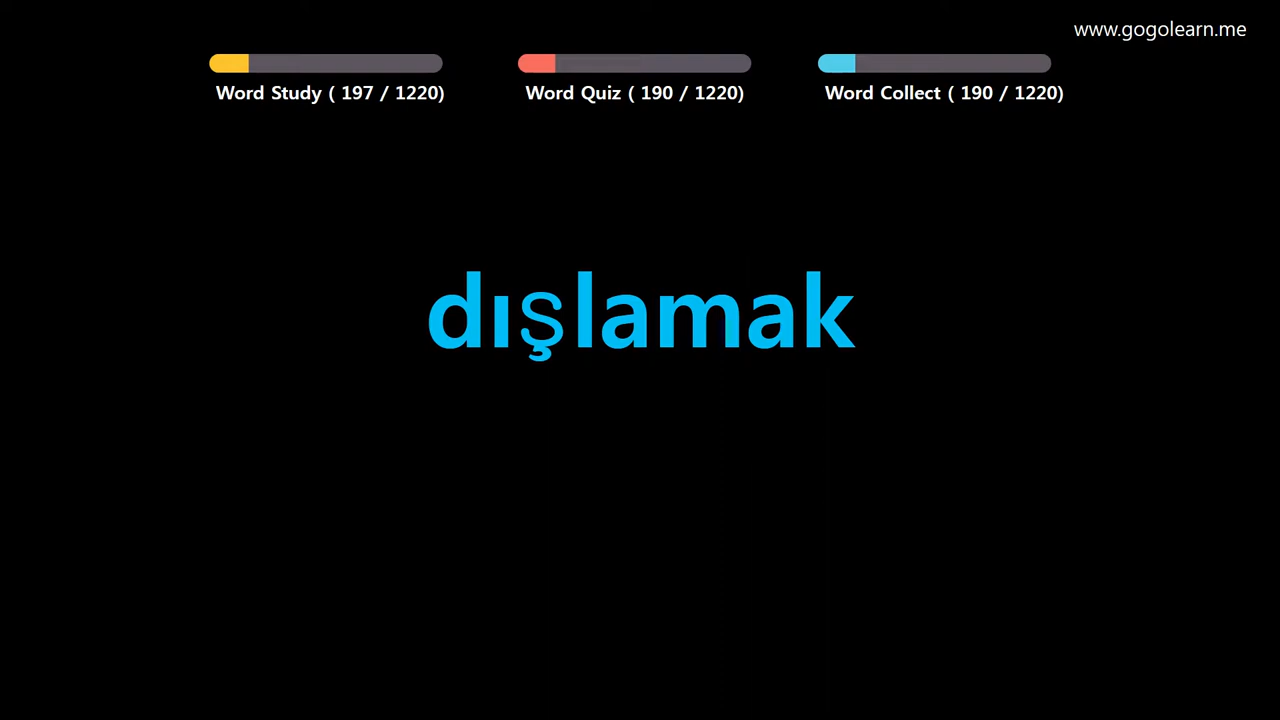 www.gogolearn.me
Word Study ( 197 / 1220)
Word Quiz ( 190 / 1220)
Word Collect ( 190 / 1220)
dışlamak